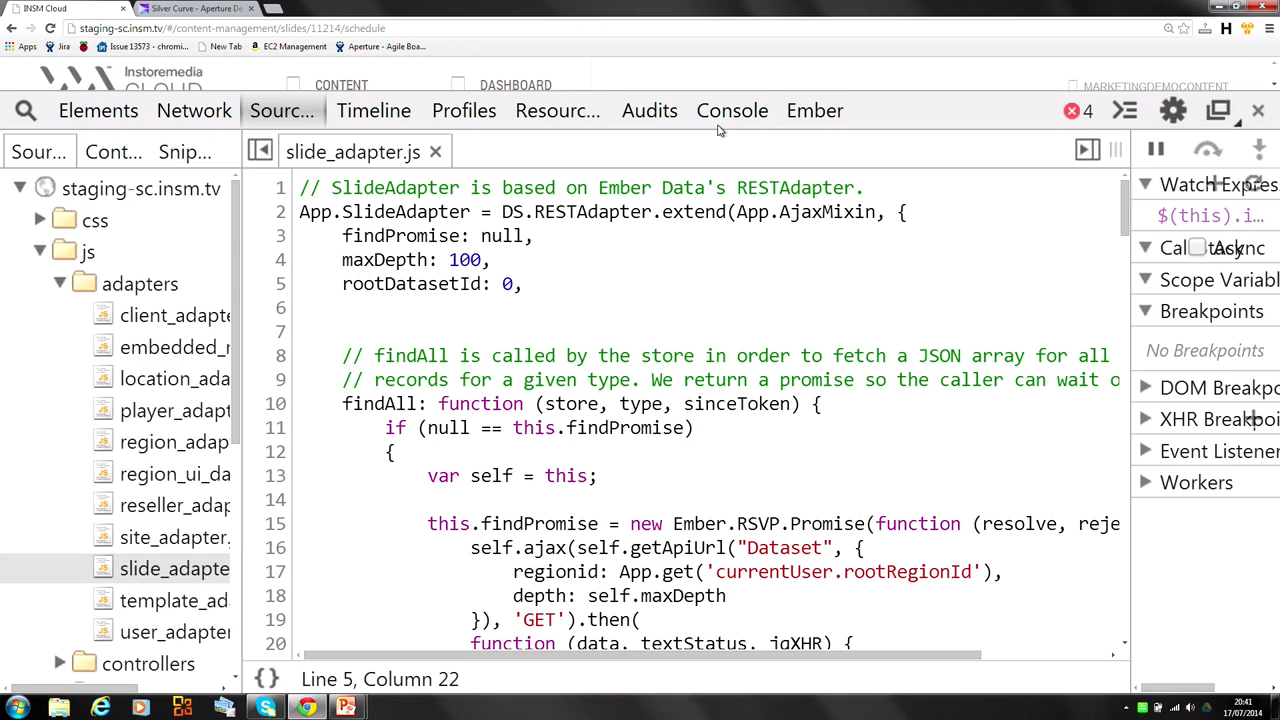 INSM Cloud
Silver Curve - Aperture De
staging-sc.insm.tv/#/content-management/slides/11214/schedule
Apps Jira Issue 13573 - chromi... New Tab EC2 Management Aperture - Agile Boa...
Instoremedia
CLOUD
CONTENT
DASHBOARD
MARKETINGDEMOCONTENT
Elements Network Sourc... Timeline Profiles Resourc... Audits Console Ember 4
Sour... Cont... Snip...
slide_adapter.js
staging-sc.insm.tv
css
js
adapters
client_adapte
embedded_r
location_ada
player_adapt
region_adap
region_ui_da
reseller_adap
site_adapter.
slide_adapte
template_ad
user_adapter
controllers
1 // SlideAdapter is based on Ember Data's RESTAdapter.
2 App.SlideAdapter = DS.RESTAdapter.extend(App.AjaxMixin, {
3 findPromise: null,
4 maxDepth: 100,
5 rootDatasetId: 0,
6
7
8 // findAll is called by the store in order to fetch a JSON array for all
9 // records for a given type. We return a promise so the caller can wait o
10 findAll: function (store, type, sinceToken) {
11 if (null == this.findPromise)
12 {
13 var self = this;
14
15 this.findPromise = new Ember.RSVP.Promise(function (resolve, reje
16 self.ajax(self.getApiUrl("Dataset", {
17 regionid: App.get('currentUser.rootRegionId'),
18 depth: self.maxDepth
19 }), 'GET').then(
20 function (data, textStatus, jqXHR) {
{} Line 5, Column 22
Watch Expres
$(this).i...
Call Stack Async
Scope Variabl
Breakpoints
No Breakpoints
DOM Breakpo
XHR Breakpoi
Event Listener
Workers
20:41
17/07/2014